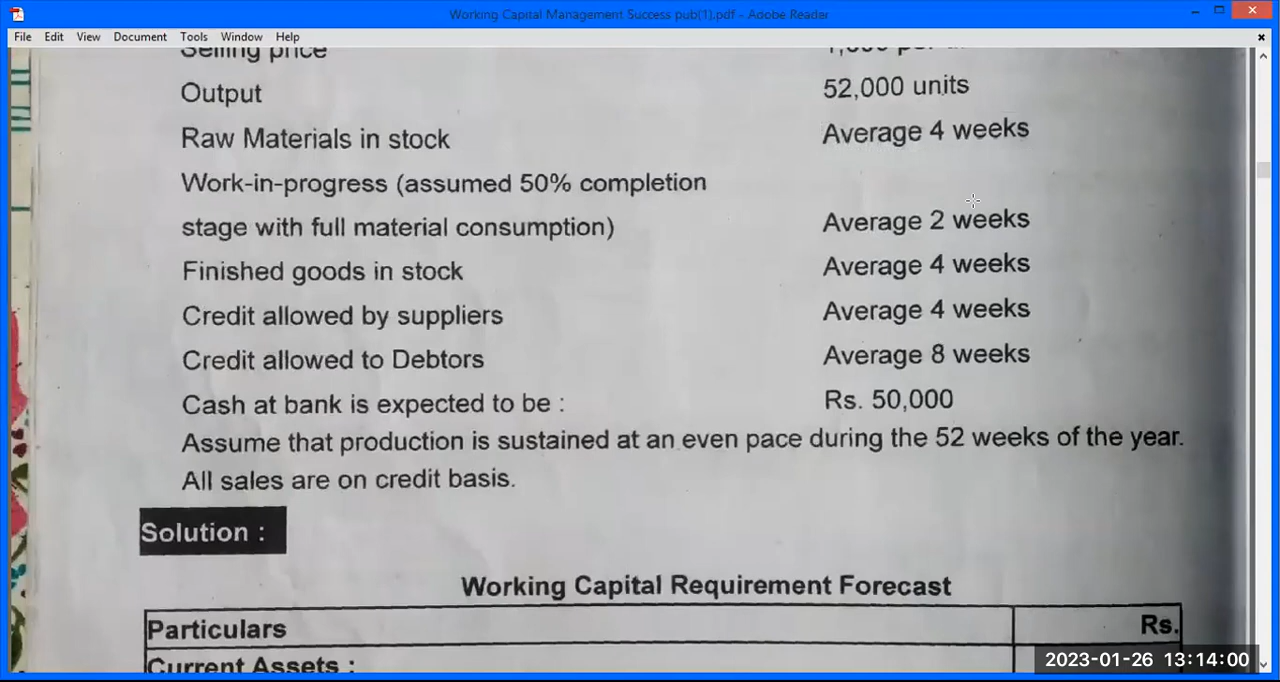 Working Capital Management Success pub(1).pdf - Adobe Reader
File Edit View Document Tools Window Help
Selling price
Output 52,000 units
Raw Materials in stock Average 4 weeks
Work-in-progress (assumed 50% completion
stage with full material consumption) Average 2 weeks
Finished goods in stock Average 4 weeks
Credit allowed by suppliers Average 4 weeks
Credit allowed to Debtors Average 8 weeks
Cash at bank is expected to be : Rs. 50,000
Assume that production is sustained at an even pace during the 52 weeks of the year.
All sales are on credit basis.
Solution :
Working Capital Requirement Forecast
Particulars Rs.
Current Assets :
2023-01-26 13:14:00